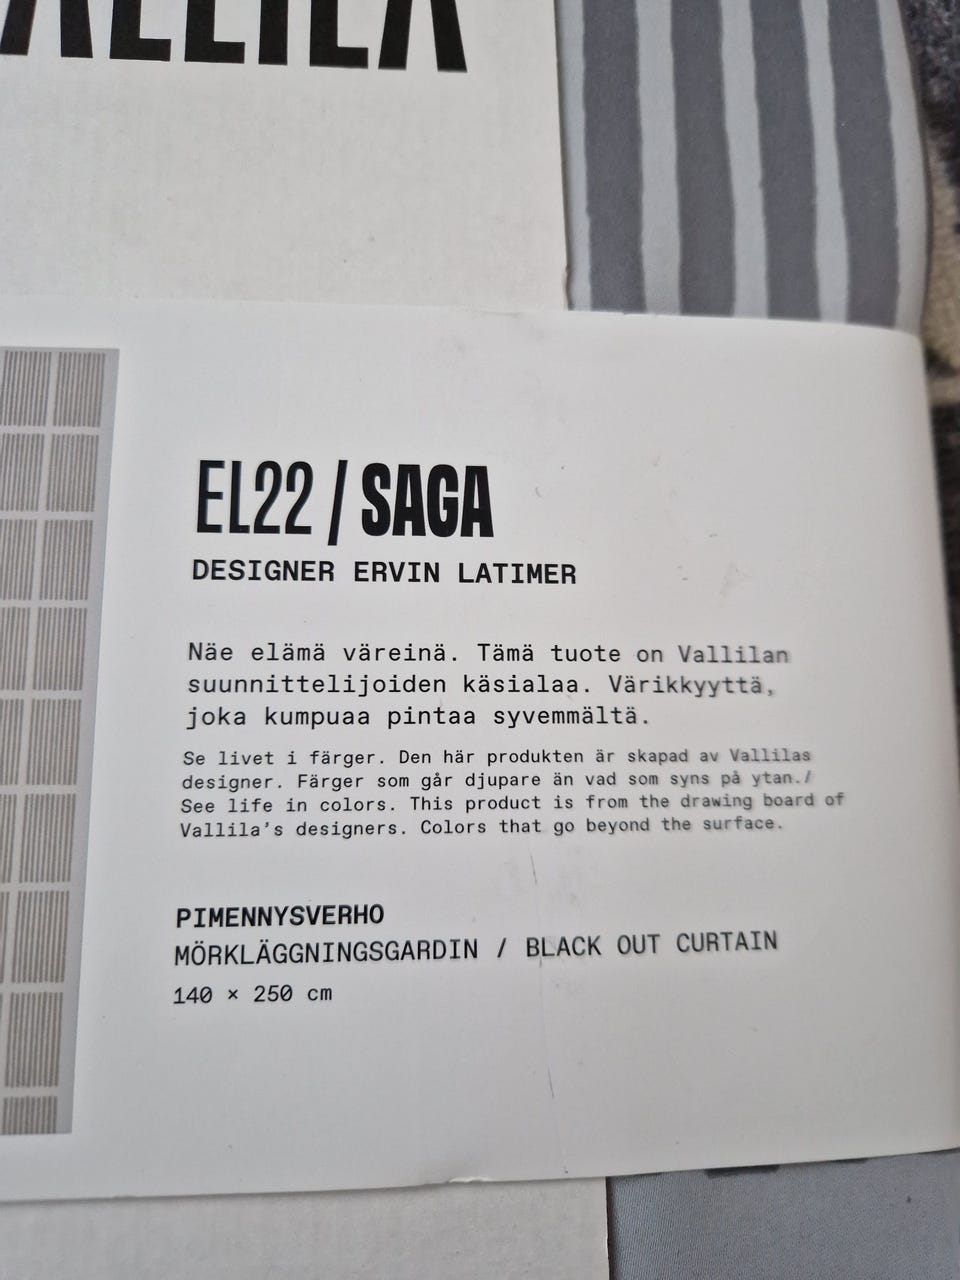 VALLILA
EL22 / SAGA
DESIGNER ERVIN LATIMER
Näe elämä väreinä. Tämä tuote on Vallilan
suunnittelijoiden käsialaa. Värikkyyttä,
joka kumpuaa pintaa syvemmältä.
Se livet i färger. Den här produkten är skapad av Vallilas
designer. Färger som går djupare än vad som syns på ytan./
See life in colors. This product is from the drawing board of
Vallila’s designers. Colors that go beyond the surface.
PIMENNYSVERHO
MÖRKLÄGGNINGSGARDIN / BLACK OUT CURTAIN
140 × 250 cm